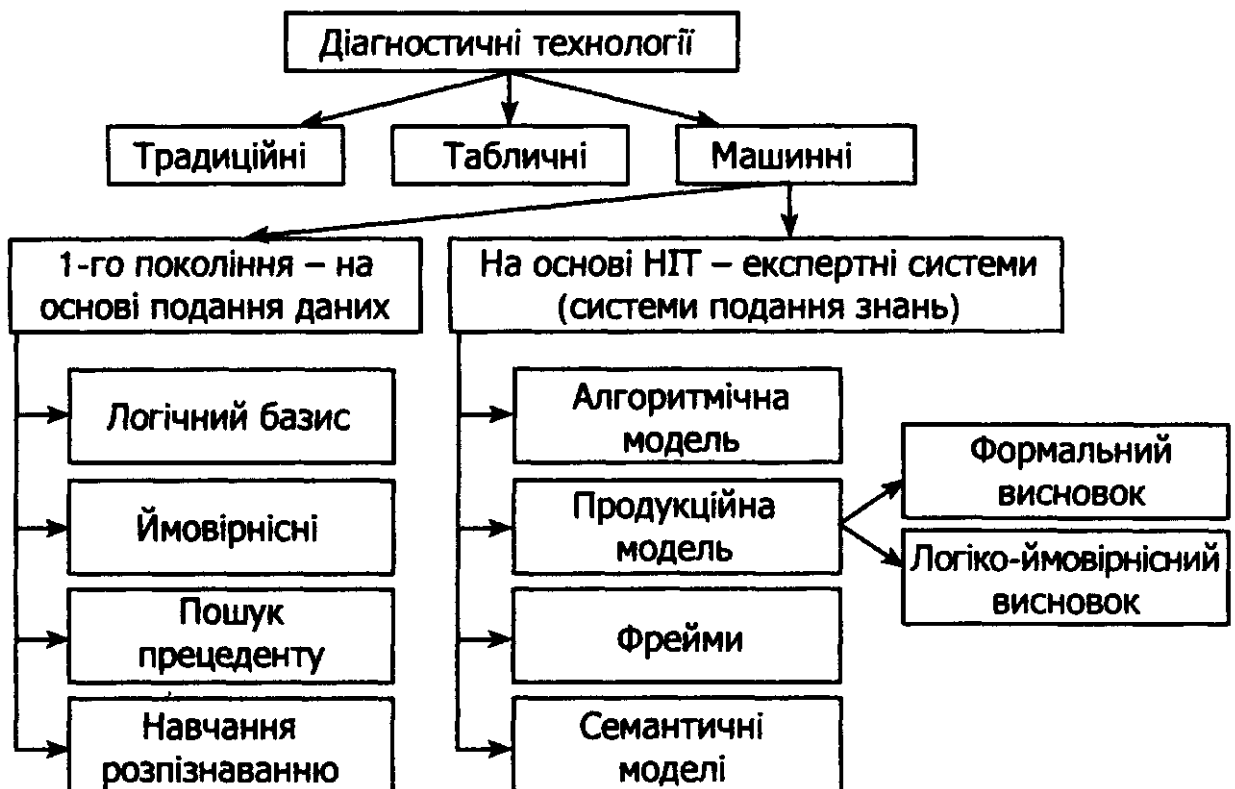 Діагностичні технології
Традиційні
Табличні
Машинні
1-го покоління – на
основі подання даних
На основі НІТ – експертні системи
(системи подання знань)
Логічний базис
Ймовірнісні
Пошук
прецеденту
Навчання
розпізнаванню
Алгоритмічна
модель
Продукційна
модель
Фрейми
Семантичні
моделі
Формальний
висновок
Логіко-ймовірнісний
висновок